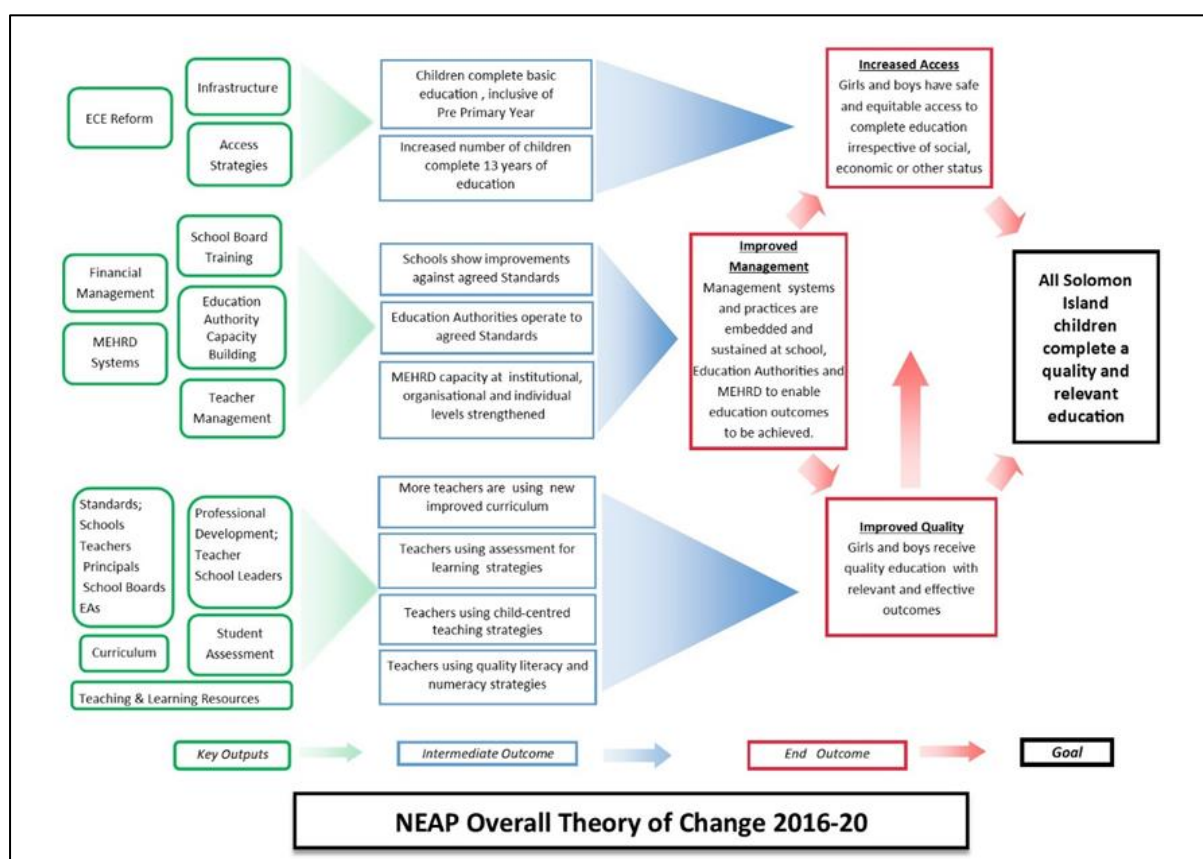 ECE Reform
Infrastructure
Access
Strategies
Children complete basic
education , inclusive of
Pre Primary Year
Increased number of children
complete 13 years of
education
Increased Access
Girls and boys have safe
and equitable access to
complete education
irrespective of social,
economic or other status
Financial
Management
MEHRD
Systems
School Board
Training
Education
Authority
Capacity
Building
Teacher
Management
Schools show improvements
against agreed Standards
Education Authorities operate to
agreed Standards
MEHRD capacity at institutional,
organisational and individual
levels strengthened
Improved
Management
Management systems
and practices are
embedded and
sustained at school,
Education Authorities and
MEHRD to enable
education outcomes
to be achieved.
All Solomon
Island
children
complete a
quality and
relevant
education
Standards;
Schools
Teachers
Principals
School Boards
EAs
Professional
Development;
Teacher
School Leaders
Curriculum
Student
Assessment
Teaching & Learning Resources
More teachers are using new
improved curriculum
Teachers using assessment for
learning strategies
Teachers using child-centred
teaching strategies
Teachers using quality literacy and
numeracy strategies
Improved Quality
Girls and boys receive
quality education with
relevant and effective
outcomes
Key Outputs
Intermediate Outcome
End Outcome
Goal
NEAP Overall Theory of Change 2016-20